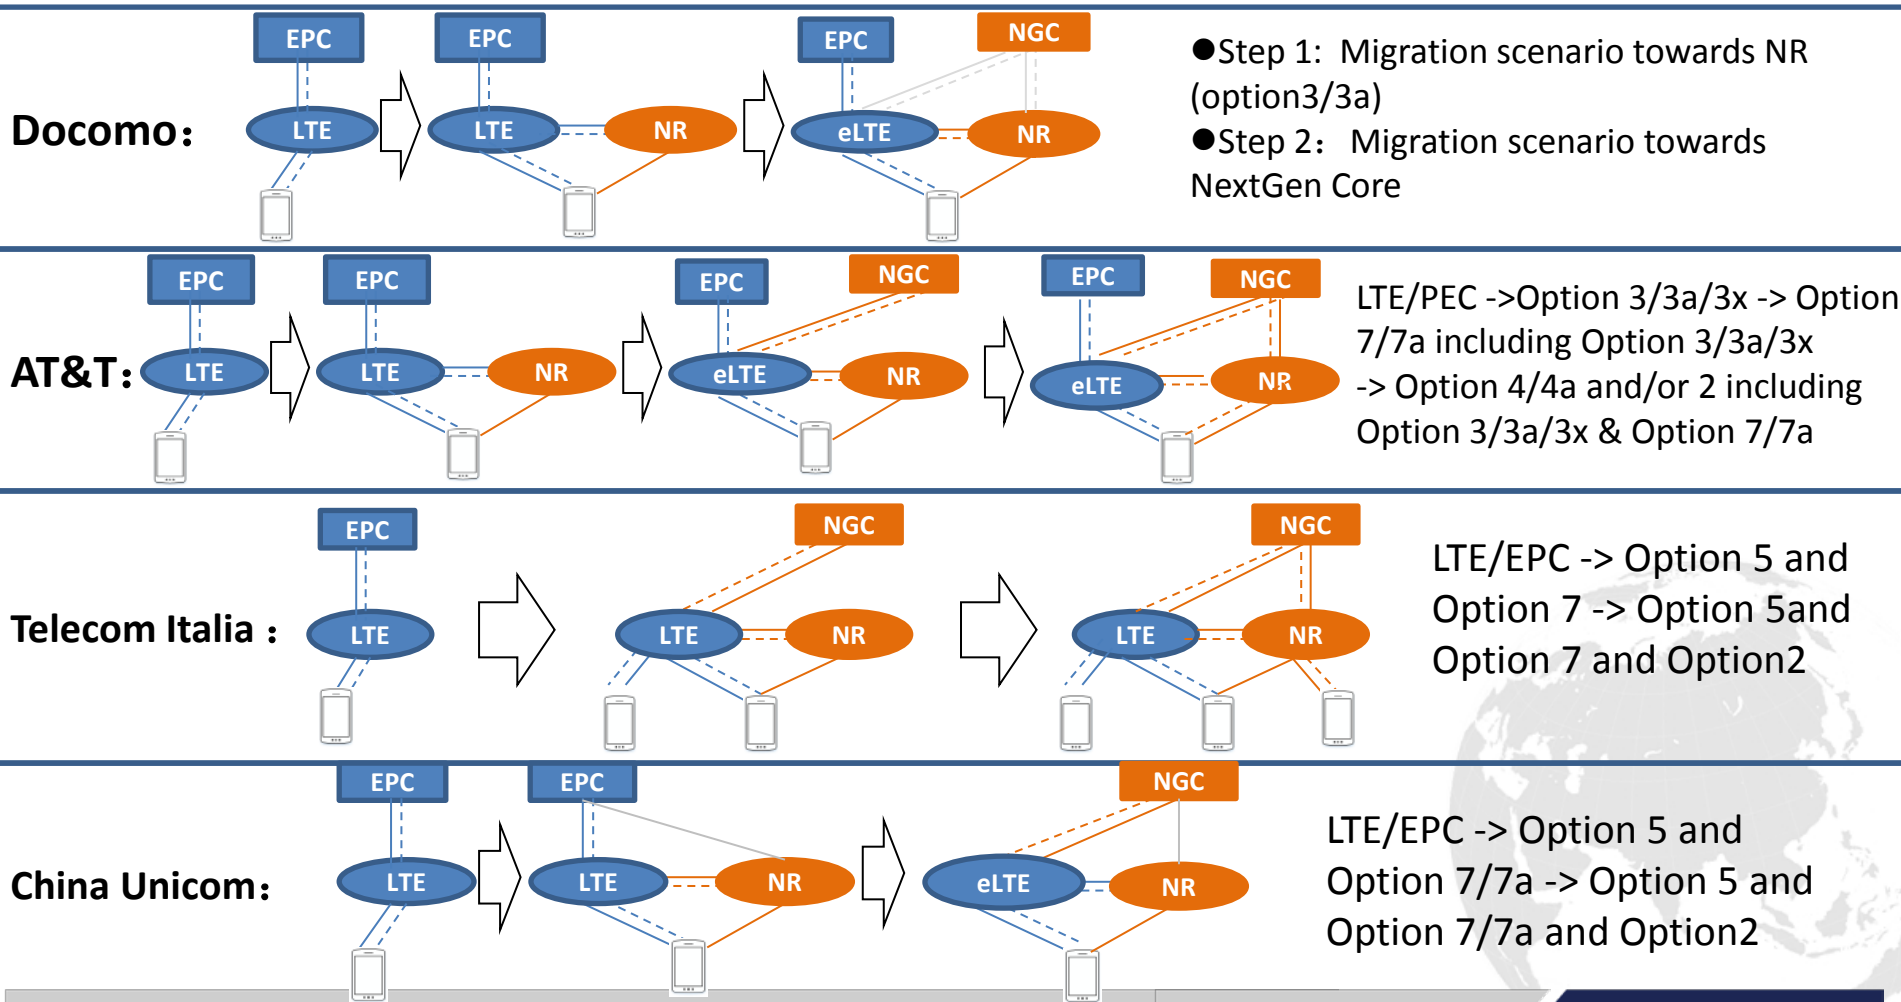 EPC
EPC
EPC
NGC
Docomo：
LTE
LTE
NR
eLTE
NR
●Step 1: Migration scenario towards NR
(option3/3a)
●Step 2： Migration scenario towards
NextGen Core
EPC
EPC
EPC
NGC
EPC
NGC
AT&T：
LTE
LTE
NR
eLTE
NR
eLTE
NR
LTE/PEC ->Option 3/3a/3x -> Option
7/7a including Option 3/3a/3x
-> Option 4/4a and/or 2 including
Option 3/3a/3x & Option 7/7a
EPC
NGC
NGC
Telecom Italia：
LTE
LTE
NR
LTE
NR
LTE/EPC -> Option 5 and
Option 7 -> Option 5and
Option 7 and Option2
EPC
EPC
NGC
China Unicom：
LTE
LTE
NR
eLTE
NR
LTE/EPC -> Option 5 and
Option 7/7a -> Option 5 and
Option 7/7a and Option2